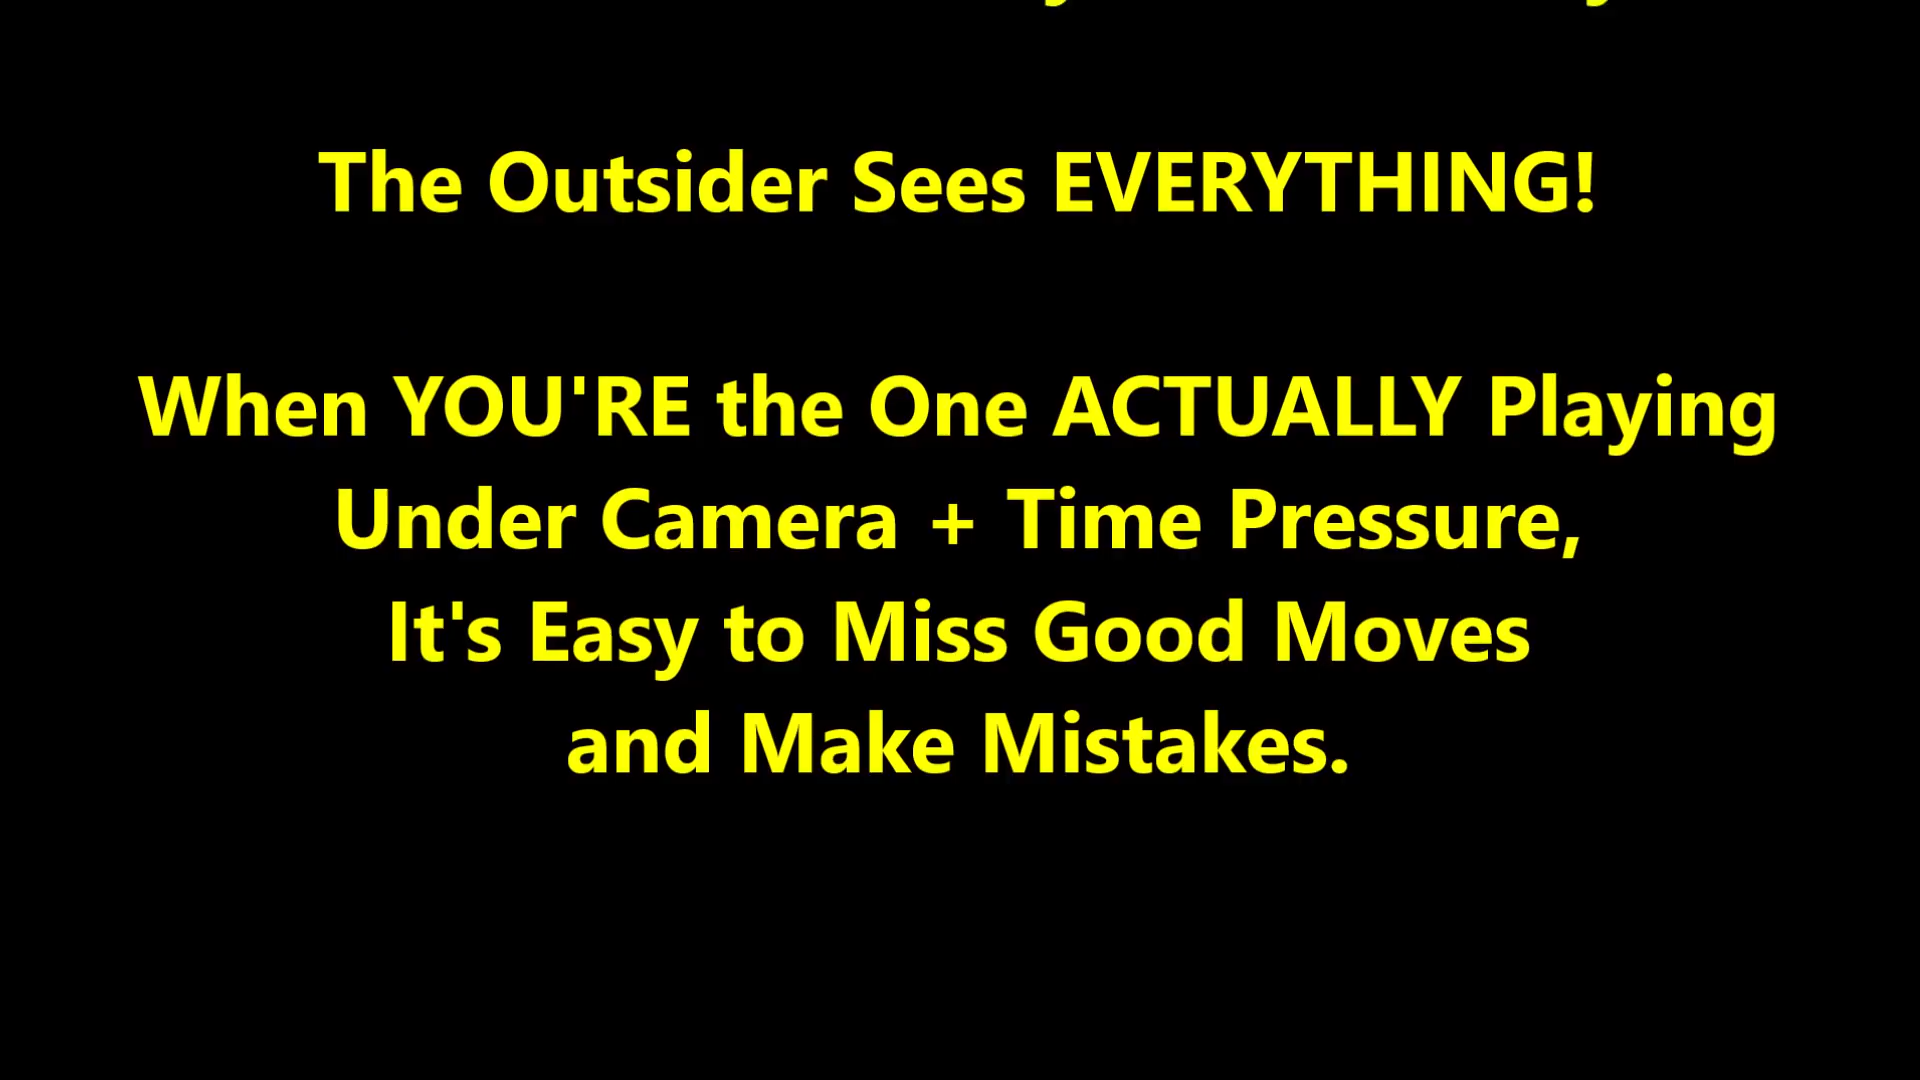 The Outsider Sees EVERYTHING!
When YOU'RE the One ACTUALLY Playing
Under Camera + Time Pressure,
It's Easy to Miss Good Moves
and Make Mistakes.